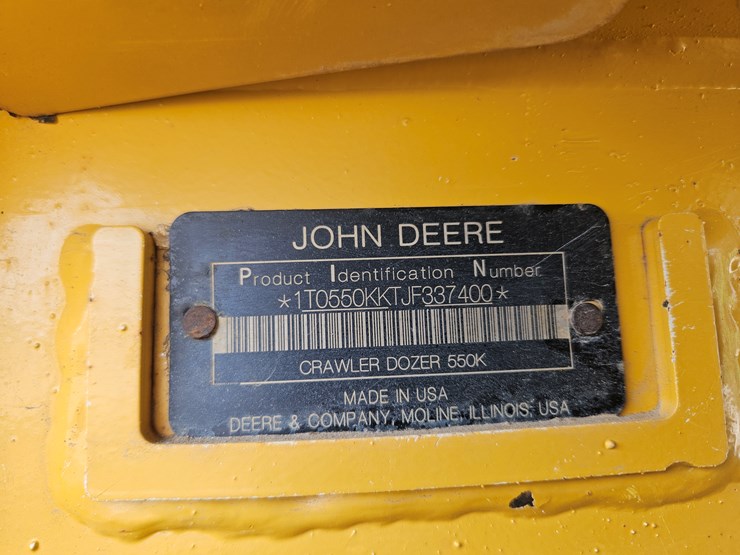 JOHN DEERE
Product Identification Number
*1T0550KKTJF337400*
CRAWLER DOZER 550K
MADE IN USA
DEERE & COMPANY, MOLINE, ILLINOIS, USA